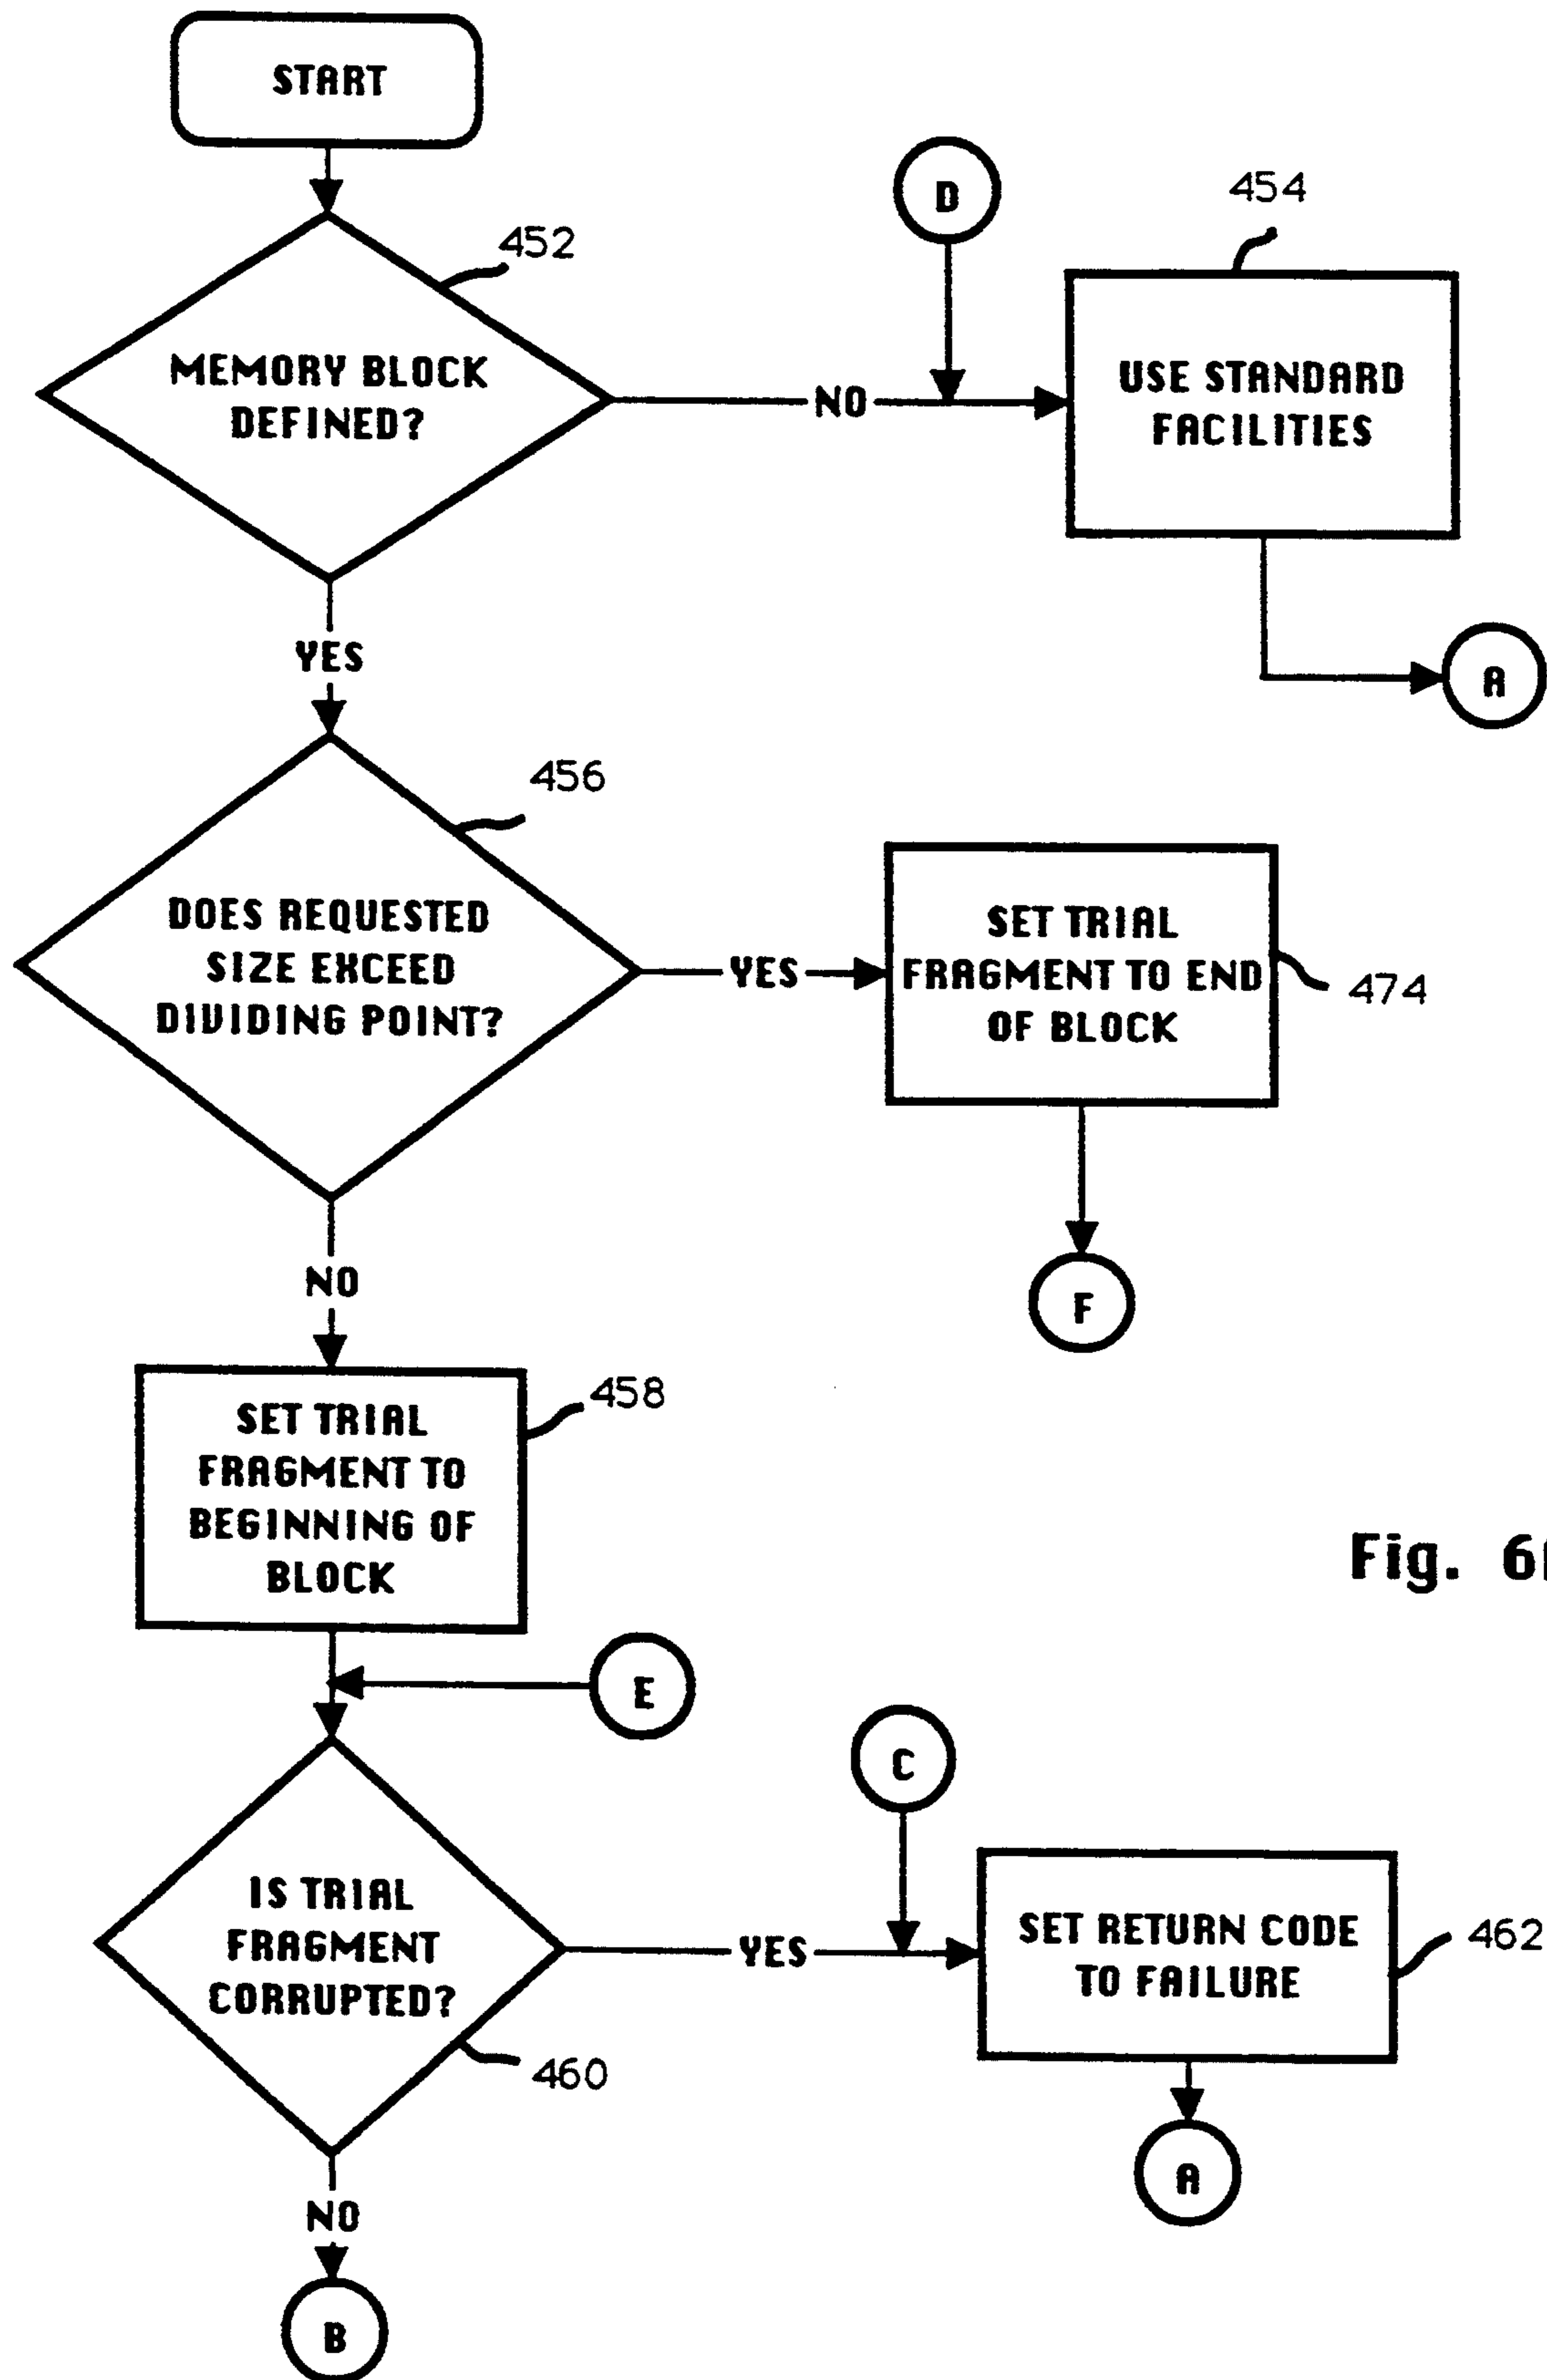 START
452
MEMORY BLOCK
DEFINED?
NO
D
454
USE STANDARD
FACILITIES
A
YES
456
DOES REQUESTED
SIZE EXCEED
DIVIDING POINT?
YES
SET TRIAL
FRAGMENT TO END
OF BLOCK
474
F
NO
458
SET TRIAL
FRAGMENT TO
BEGINNING OF
BLOCK
Fig.
E
C
IS TRIAL
FRAGMENT
CORRUPTED?
460
YES
SET RETURN CODE
TO FAILURE
462
A
NO
B